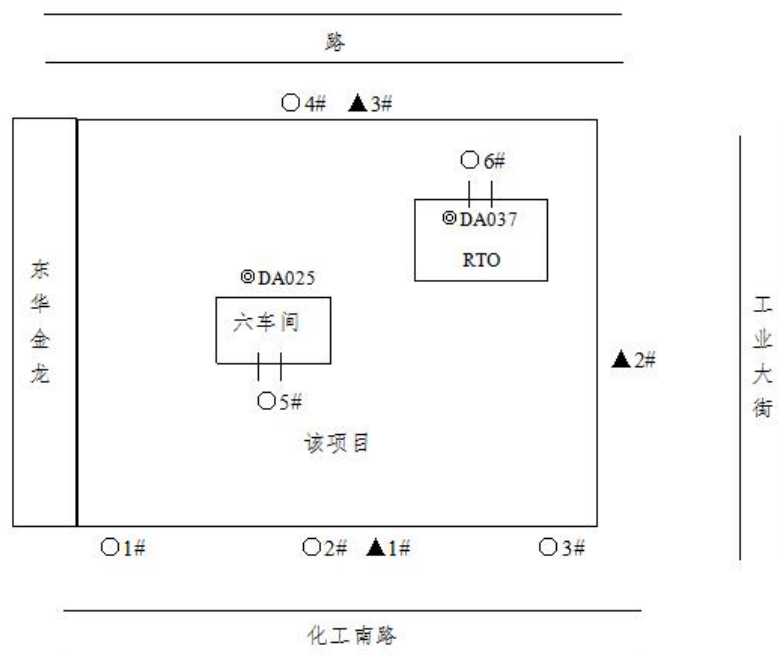 路
○4# ▲3#
○6#
◎DA037
RTO
东华金龙
◎DA025
六车间
工业大街
▲2#
○5#
该项目
○1#
○2# ▲1#
○3#
化工南路